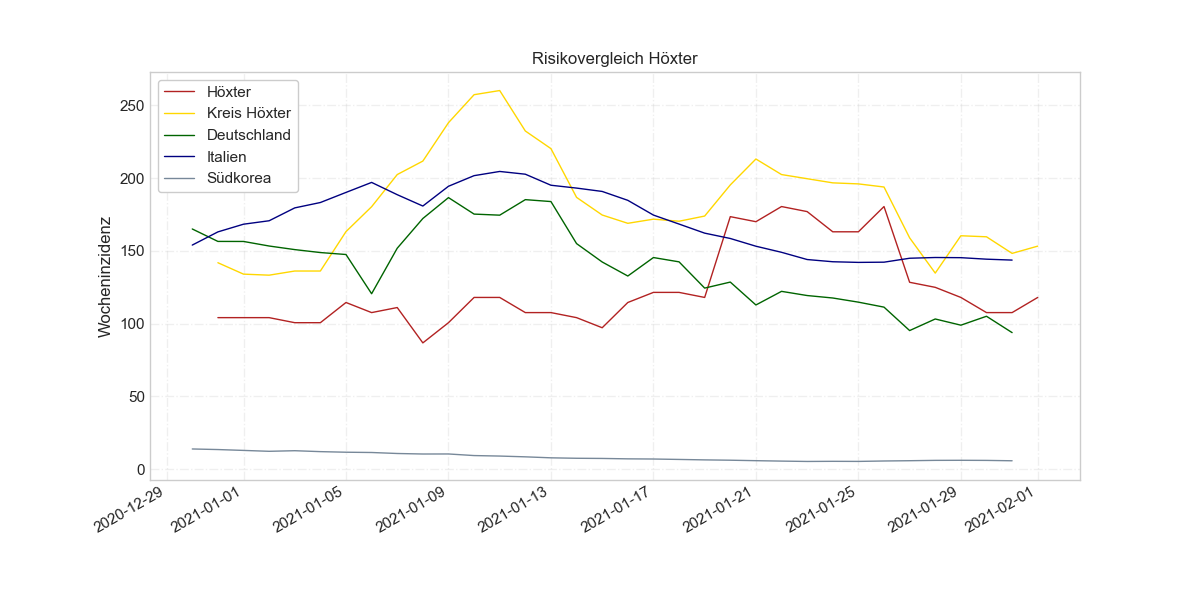 Risikovergleich Höxter
Höxter
Kreis Höxter
Deutschland
Italien
Südkorea
Wocheninzidenz
250
200
150
100
50
0
2020-12-29
2021-01-01
2021-01-05
2021-01-09
2021-01-13
2021-01-17
2021-01-21
2021-01-25
2021-01-29
2021-02-01